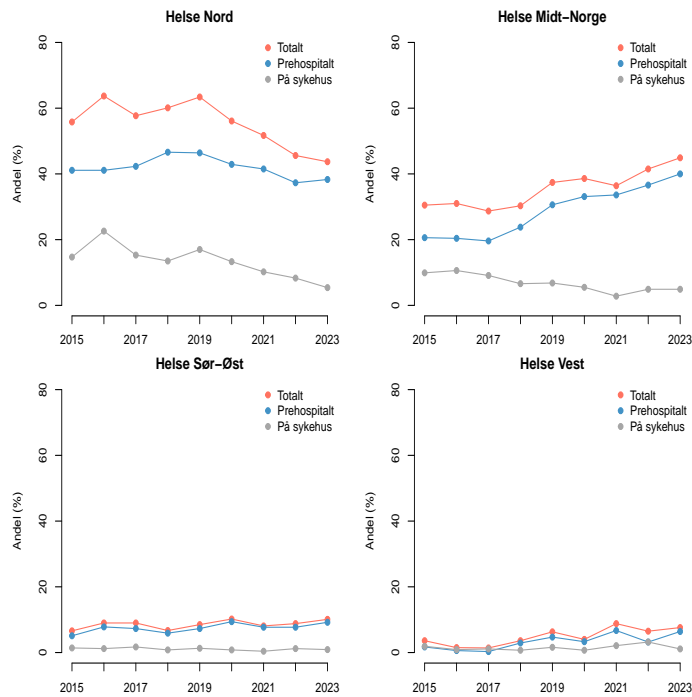 Helse Nord
Totalt
Prehospitalt
På sykehus
Andel (%)
0 20 40 60 80
2015 2017 2019 2021 2023
Helse Midt−Norge
Totalt
Prehospitalt
På sykehus
Andel (%)
0 20 40 60 80
2015 2017 2019 2021 2023
Helse Sør−Øst
Totalt
Prehospitalt
På sykehus
Andel (%)
0 20 40 60 80
2015 2017 2019 2021 2023
Helse Vest
Totalt
Prehospitalt
På sykehus
Andel (%)
0 20 40 60 80
2015 2017 2019 2021 2023